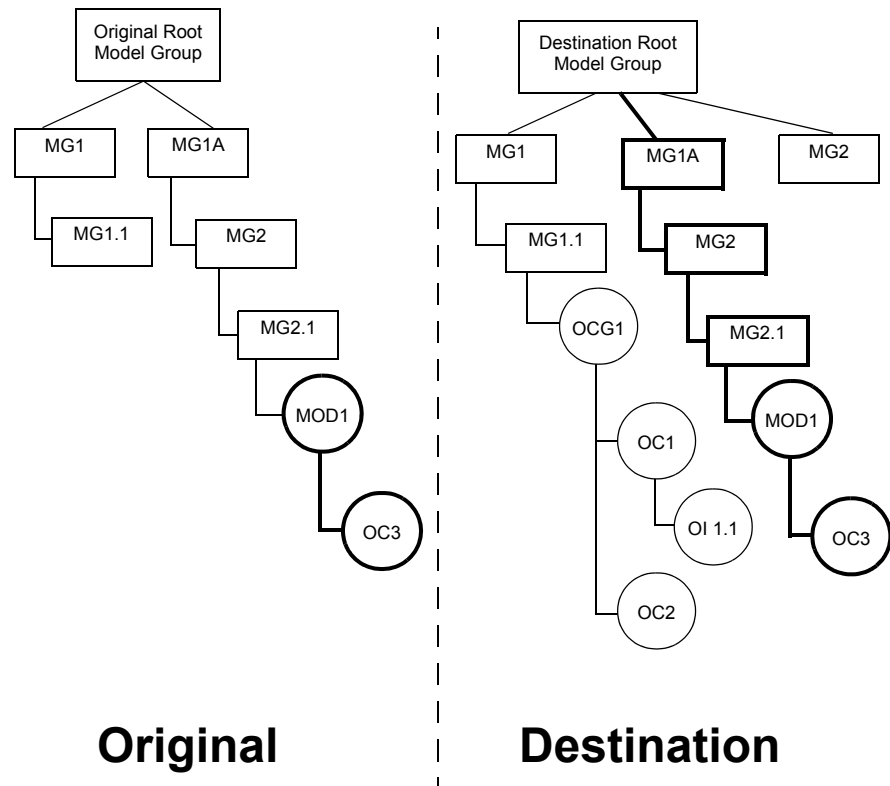 Original Root
Model Group
MG1
MG1A
MG1.1
MG2
MG2.1
MOD1
OC3
Original
Destination Root
Model Group
MG1
MG1A
MG2
MG1.1
MG2
OCG1
MG2.1
OC1
MOD1
OI 1.1
OC3
OC2
Destination